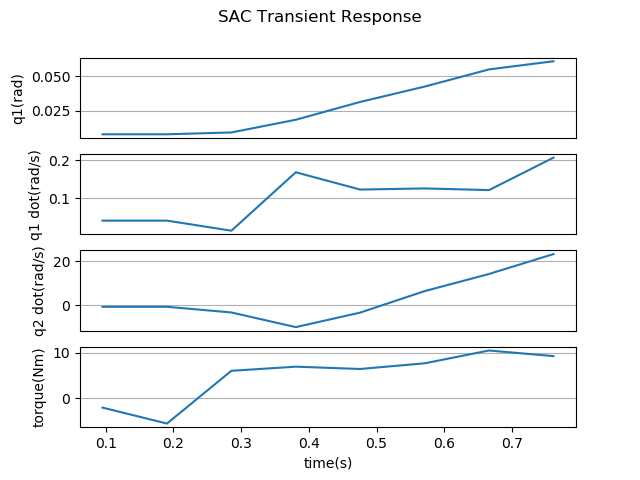 SAC Transient Response
q1(rad)
0.050
0.025
q1 dot(rad/s)
0.2
0.1
q2 dot(rad/s)
20
0
torque(Nm)
10
0
0.1 0.2 0.3 0.4 0.5 0.6 0.7
time(s)